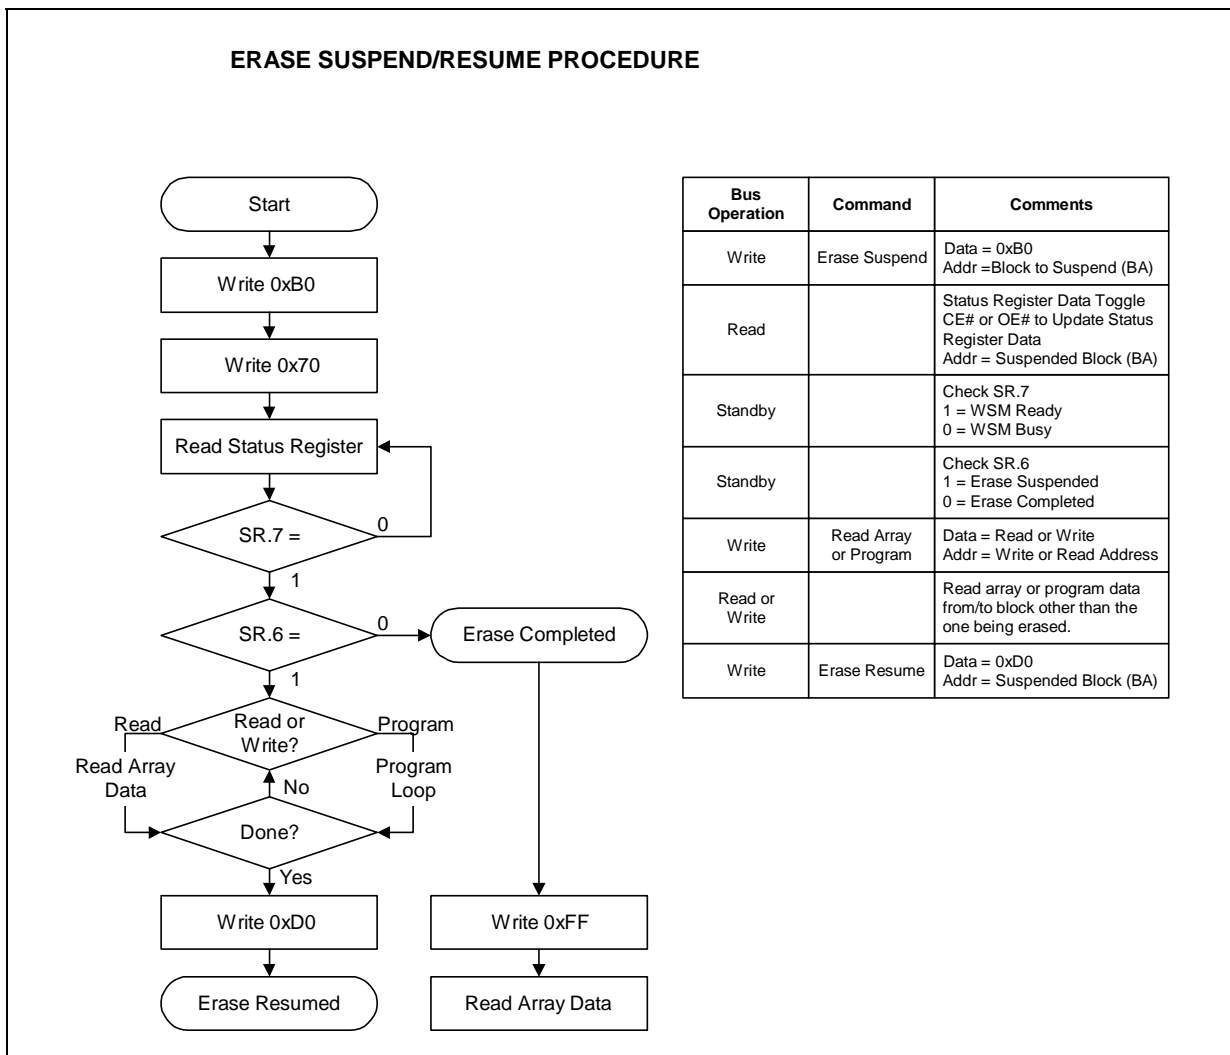 ERASE SUSPEND/RESUME PROCEDURE
Start
Write 0xB0
Write 0x70
Read Status Register
SR.7 =
0
1
SR.6 =
0
Erase Completed
1
Read
Read or
Write?
Program
Read Array
Data
Program
Loop
No
Done?
Yes
Write 0xD0
Write 0xFF
Erase Resumed
Read Array Data
Bus
Operation
Command
Comments
Write
Erase Suspend
Data = 0xB0
Addr =Block to Suspend (BA)
Read
Status Register Data Toggle
CE# or OE# to Update Status
Register Data
Addr = Suspended Block (BA)
Standby
Check SR.7
1 = WSM Ready
0 = WSM Busy
Standby
Check SR.6
1 = Erase Suspended
0 = Erase Completed
Write
Read Array
or Program
Data = Read or Write
Addr = Write or Read Address
Read or
Write
Read array or program data
from/to block other than the
one being erased.
Write
Erase Resume
Data = 0xD0
Addr = Suspended Block (BA)